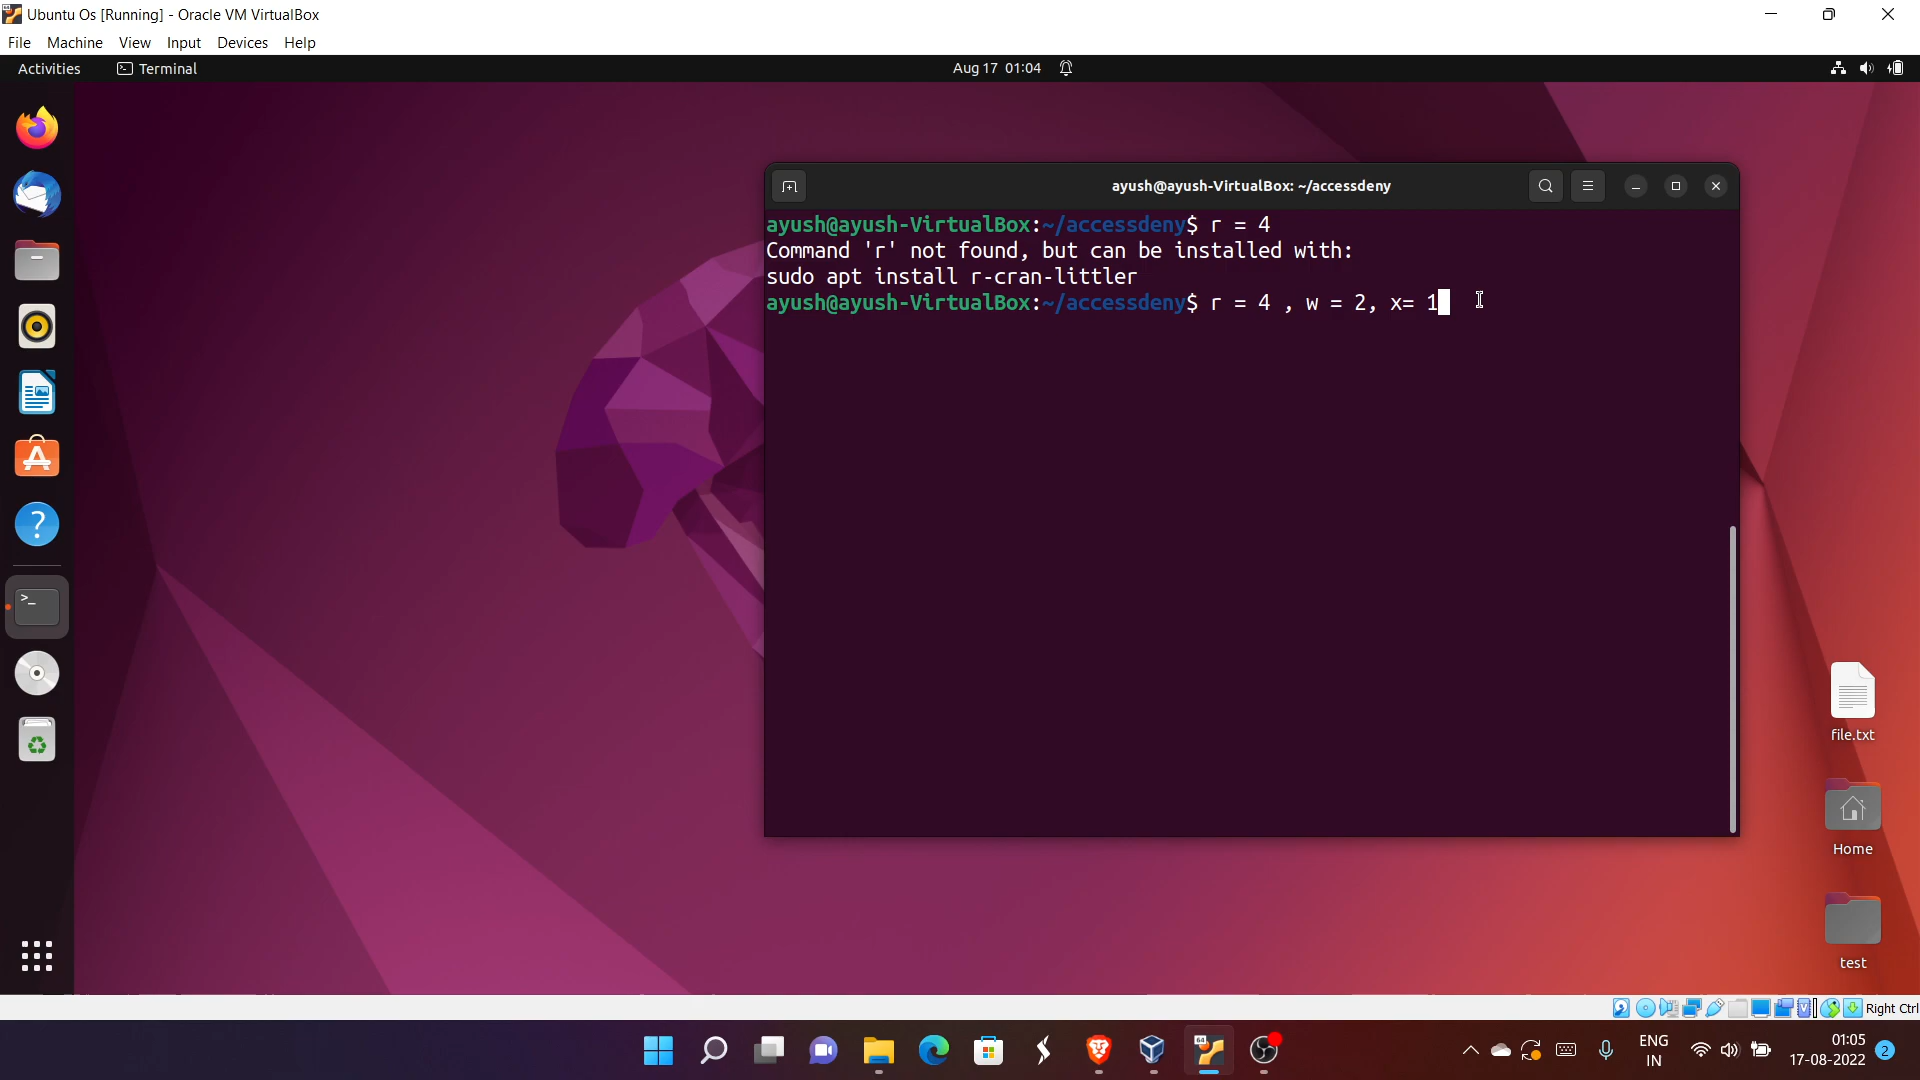 Ubuntu Os [Running] - Oracle VM VirtualBox
File Machine View Input Devices Help
Activities Terminal Aug 17 01:04
ayush@ayush-VirtualBox: ~/accessdeny
ayush@ayush-VirtualBox:~/accessdeny$ r = 4
Command 'r' not found, but can be installed with:
sudo apt install r-cran-littler
ayush@ayush-VirtualBox:~/accessdeny$ r = 4 , w = 2, x= 1
file.txt
Home
test
Right Ctrl
64
ENG
IN
01:05
17-08-2022
2